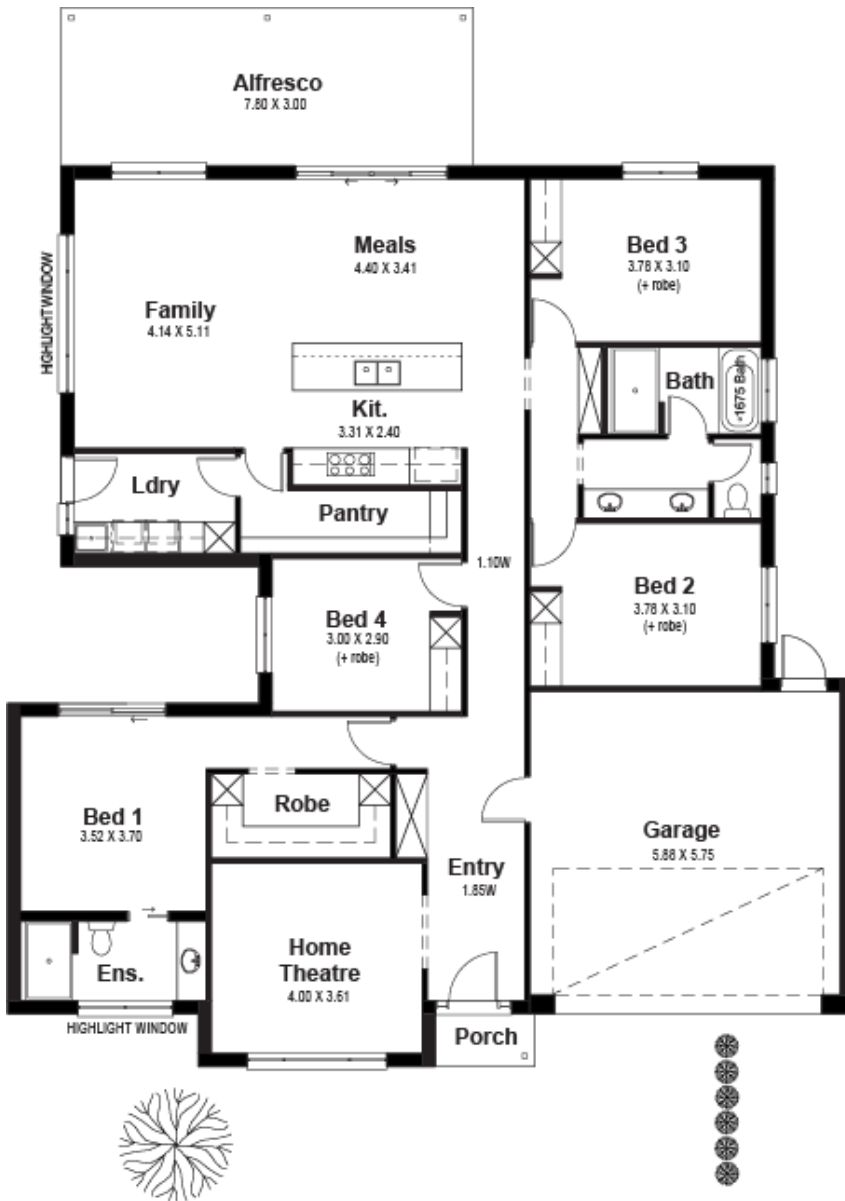 Alfresco
7.80 X 3.00
HIGHLIGHT WINDOW
Meals
4.40 X 3.41
Bed 3
3.78 X 3.10
(+ robe)
Family
4.14 X 5.11
Bath
1675 Bath
Kit.
3.31 X 2.40
Ldry
Pantry
1.10W
Bed 4
3.00 X 2.90
(+ robe)
Bed 2
3.78 X 3.10
(+ robe)
Bed 1
3.52 X 3.70
Robe
Garage
5.88 X 5.75
Entry
1.85W
Ens.
Home
Theatre
4.00 X 3.61
HIGHLIGHT WINDOW
Porch